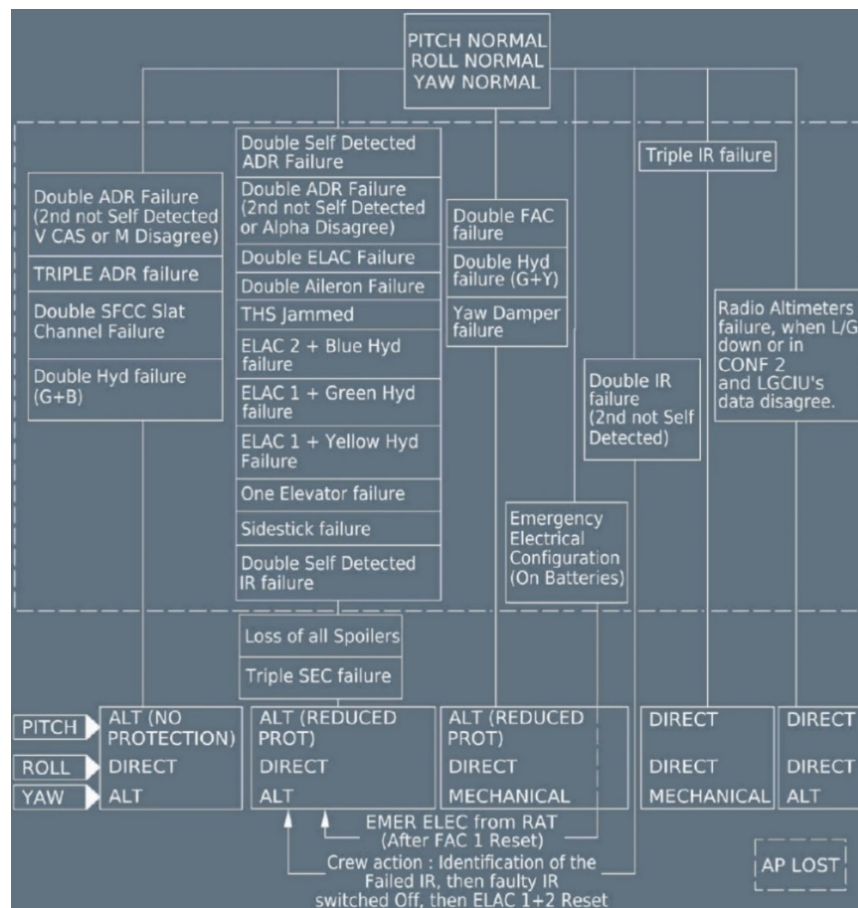 PITCH NORMAL
ROLL NORMAL
YAW NORMAL
Double ADR Failure
(2nd not Self Detected
V CAS or M Disagree)
TRIPLE ADR failure
Double SFCC Slat
Channel Failure
Double Hyd failure
(G+B)
Double Self Detected
ADR Failure
Double ADR Failure
(2nd not Self Detected
or Alpha Disagree)
Double ELAC Failure
Double Aileron Failure
THS Jammed
ELAC 2 + Blue Hyd
failure
ELAC 1 + Green Hyd
failure
ELAC 1 + Yellow Hyd
Failure
One Elevator failure
Sidestick failure
Double Self Detected
IR failure
Loss of all Spoilers
Triple SEC failure
Double FAC
failure
Double Hyd
failure (G+Y)
Yaw Damper
failure
Emergency
Electrical
Configuration
(On Batteries)
Double IR
failure
(2nd not Self
Detected)
Triple IR failure
Radio Altimeters
failure, when L/G
down or in
CONF 2
and LGCIU's
data disagree.
PITCH
ROLL
YAW
ALT (NO
PROTECTION)
DIRECT
ALT
ALT (REDUCED
PROT)
DIRECT
ALT
ALT (REDUCED
PROT)
DIRECT
MECHANICAL
DIRECT
DIRECT
MECHANICAL
DIRECT
DIRECT
ALT
EMER ELEC from RAT
(After FAC 1 Reset)
Crew action : Identification of the
Failed IR, then faulty IR
switched Off, then ELAC 1+2 Reset
AP LOST